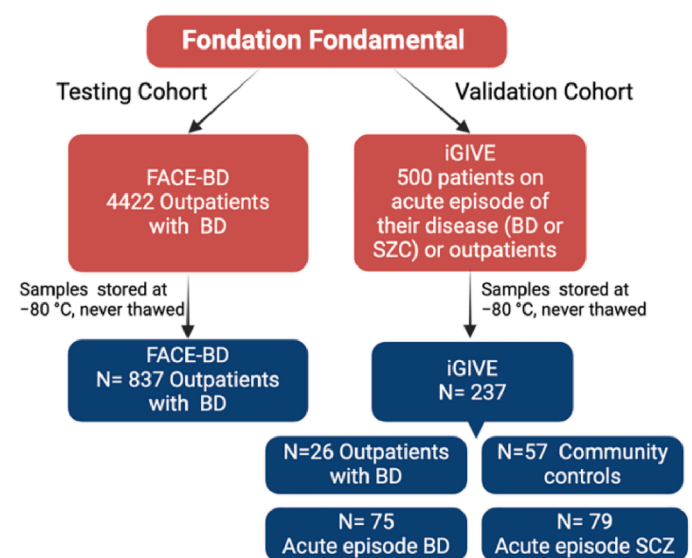 Fondation Fondamental
Testing Cohort
Validation Cohort
FACE-BD
4422 Outpatients
with BD
iGIVE
500 patients on
acute episode of
their disease (BD or
SZC) or outpatients
Samples stored at
−80 °C, never thawed
Samples stored at
−80 °C, never thawed
FACE-BD
N= 837 Outpatients
with BD
iGIVE
N= 237
N=26 Outpatients
with BD
N=57 Community
controls
N= 75
Acute episode BD
N= 79
Acute episode SCZ